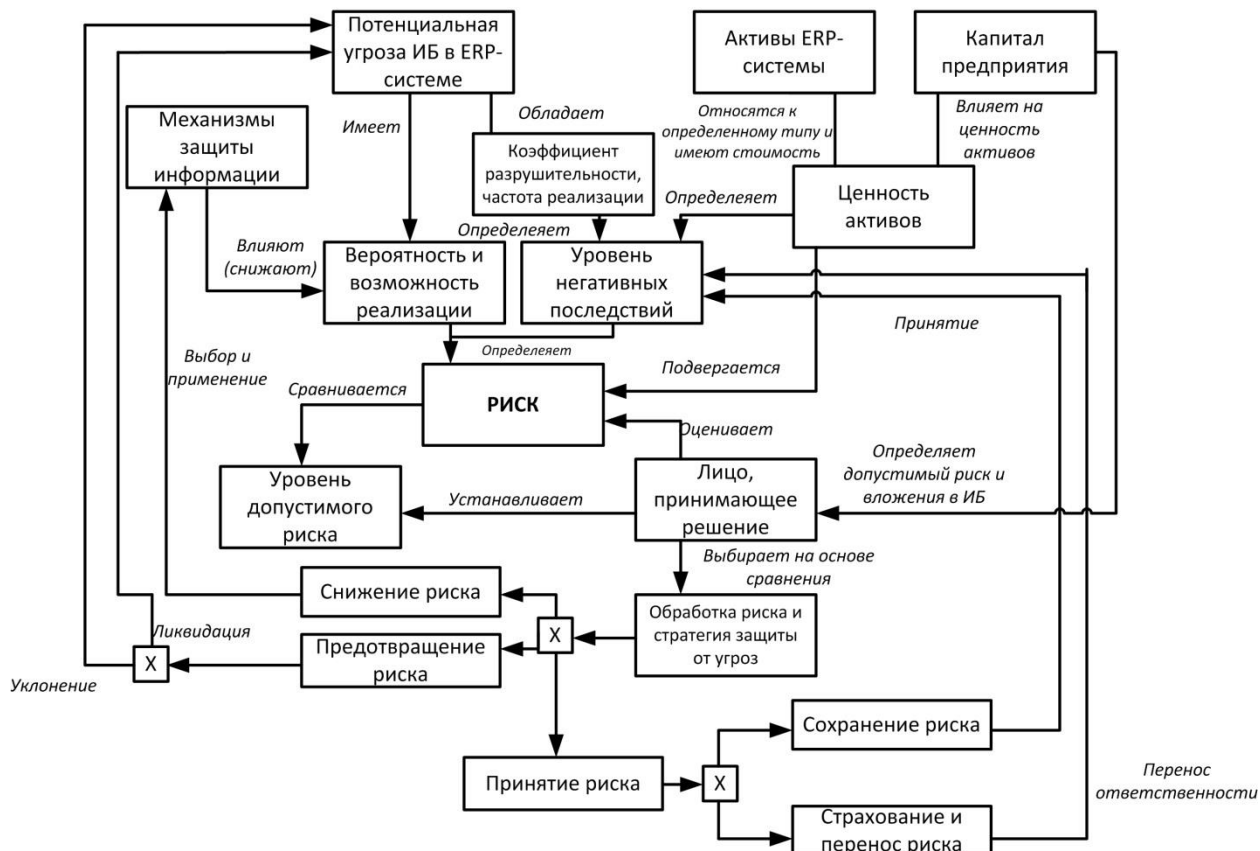 Потенциальная
угроза ИБ в ERP-
системе
Активы ERP-
системы
Капитал
предприятия
Механизмы
защиты
информации
Имеет
Обладает
Относятся к
определенному типу и
имеют стоимость
Влияет на
ценность
активов
Коэффициент
разрушительности,
частота реализации
Ценность
активов
Определеяет
Определеяет
Влияют
(снижают)
Вероятность и
возможность
реализации
Уровень
негативных
последствий
Принятие
Выбор и
применение
Определеяет
Подвергается
Сравнивается
РИСК
Оценивает
Уровень
допустимого
риска
Устанавливает
Лицо,
принимающее
решение
Определяет
допустимый риск и
вложения в ИБ
Выбирает на основе
сравнения
Снижение риска
Обработка риска и
стратегия защиты
от угроз
X
Ликвидация
Предотвращение
риска
X
Уклонение
Сохранение риска
Принятие риска
X
Перенос
ответственности
Страхование и
перенос риска